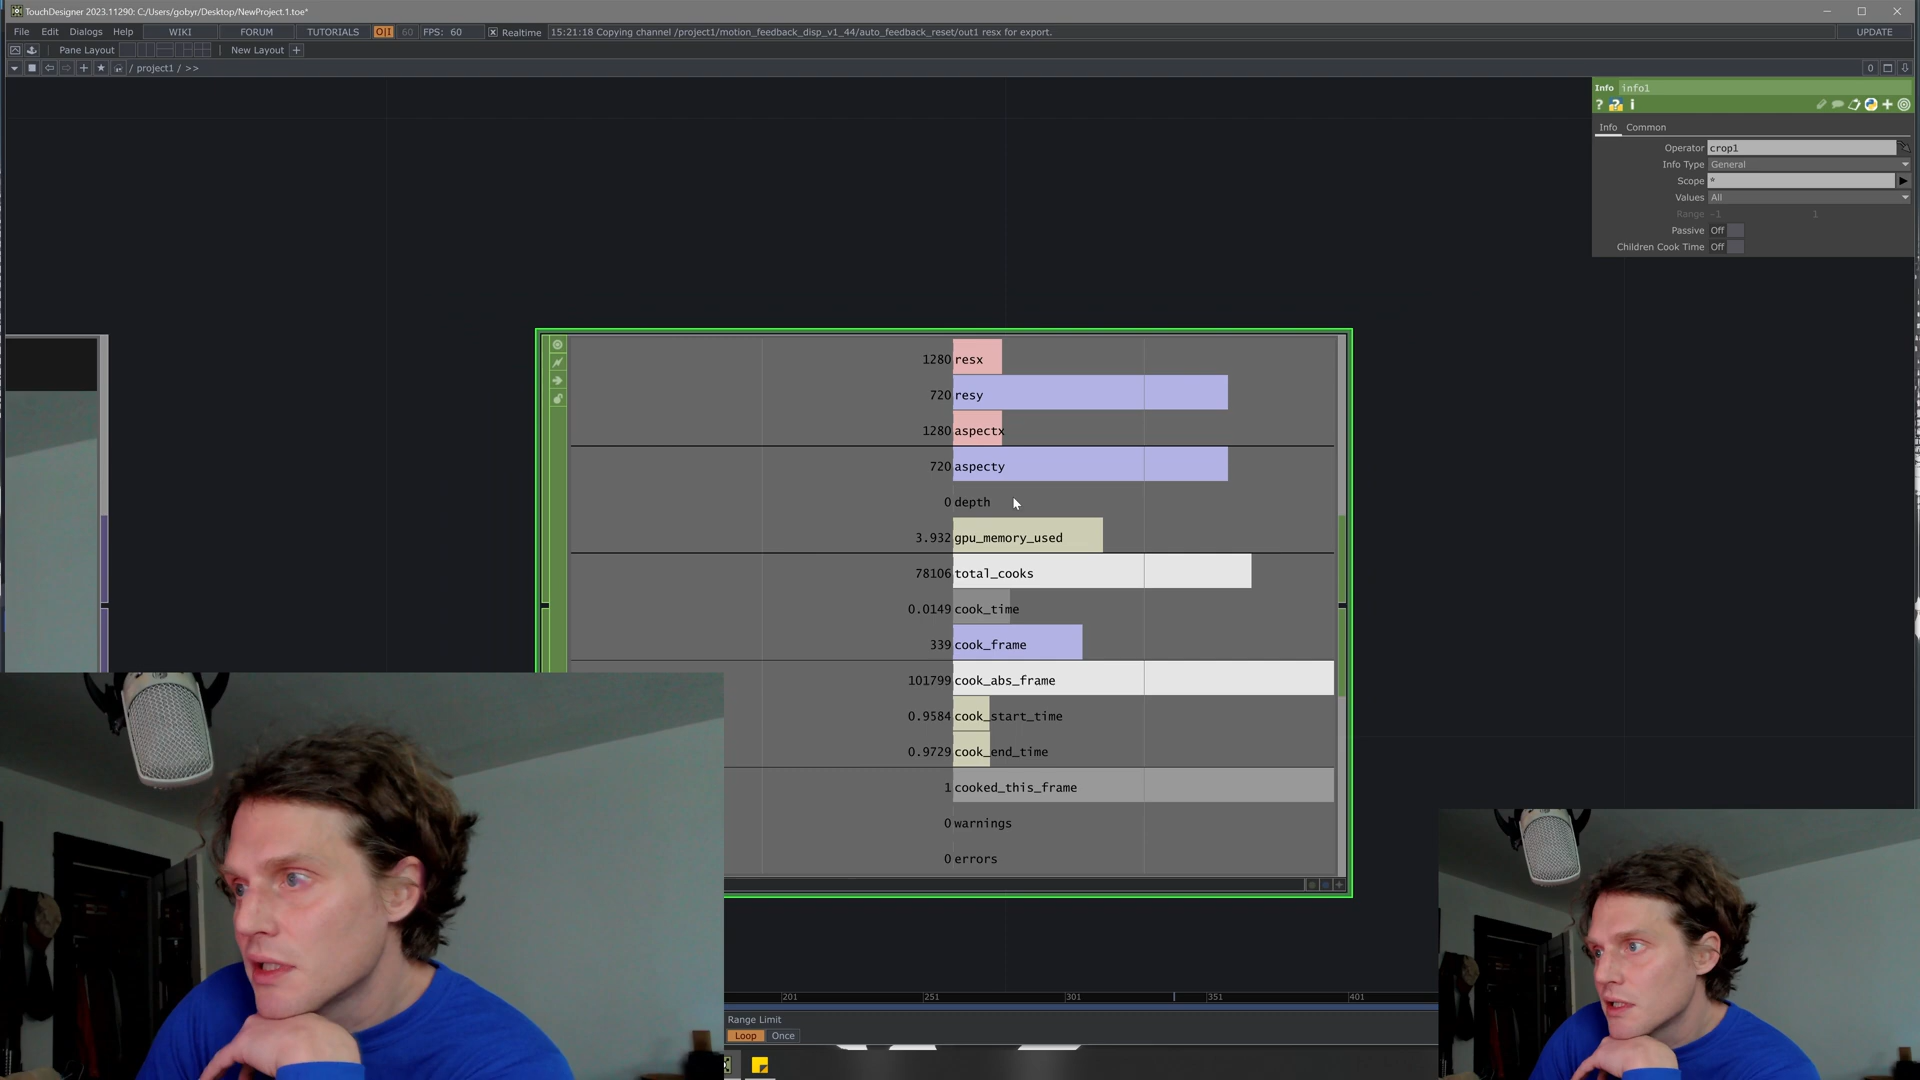 TouchDesigner 2023.11290: C:/Users/gobyr/Desktop/NewProject.1.toe*
File Edit Dialogs Help WIKI FORUM TUTORIALS O|I 60 FPS: 60 Realtime 15:21:18 Copying channel /project1/motion_feedback_disp_v1_44/auto_feedback_reset/out1 resx for export. UPDATE
Pane Layout New Layout +
/ project1 / >> 0
Info info1
? i
Info Common
Operator crop1
Info Type General
Scope *
Values All
Range -1 1
Passive Off
Children Cook Time Off
1280 resx
720 resy
1280 aspectx
720 aspecty
0 depth
3.932 gpu_memory_used
78106 total_cooks
0.0149 cook_time
339 cook_frame
101799 cook_abs_frame
0.9584 cook_start_time
0.9729 cook_end_time
1 cooked_this_frame
0 warnings
0 errors
201 251 301 351 401
Range Limit
Loop Once